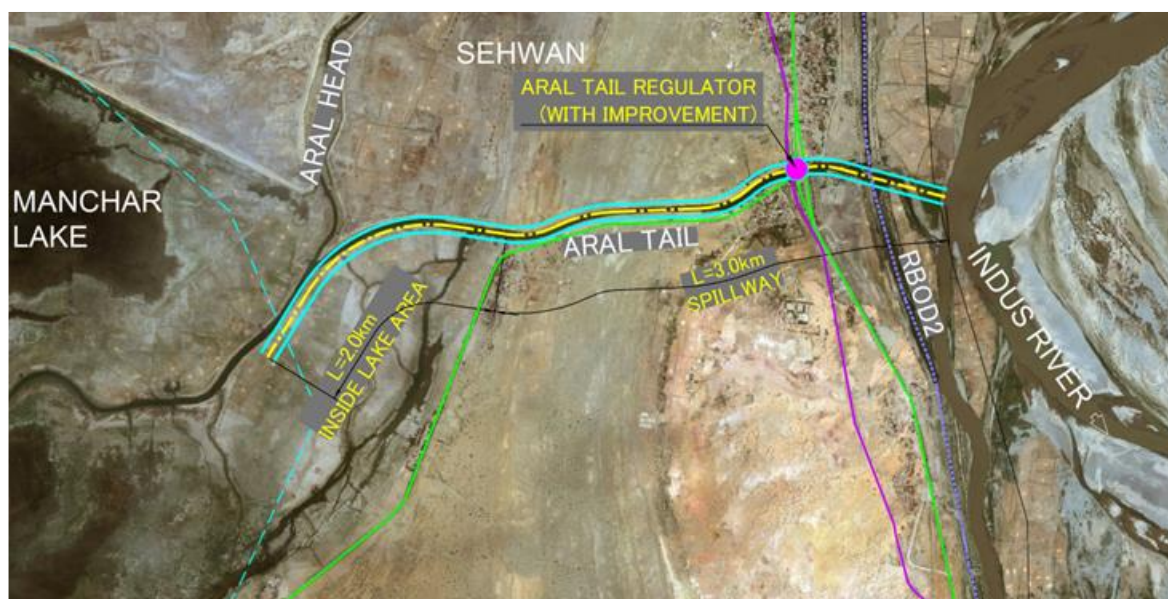 SEHWAN
ARAL TAIL REGULATOR
(WITH IMPROVEMENT)
ARAL HEAD
MANCHAR
LAKE
ARAL TAIL
L=3.0km
SPILLWAY
L=2.0km
INSIDE LAKE AREA
RBOD2
INDUS RIVER